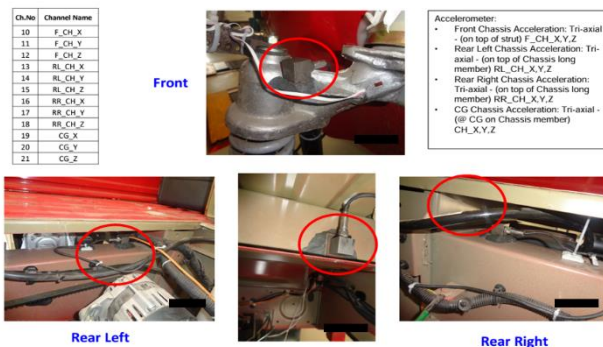 Ch.No Channel Name
10 F_CH_X
11 F_CH_Y
12 F_CH_Z
13 RL_CH_X
14 RL_CH_Y
15 RL_CH_Z
16 RR_CH_X
17 RR_CH_Y
18 RR_CH_Z
19 CG_X
20 CG_Y
21 CG_Z
Front
Accelerometer:
• Front Chassis Acceleration: Tri-axial
- (on top of strut) F_CH_X,Y,Z
• Rear Left Chassis Acceleration: Tri-
axial - (on top of Chassis long
member) RL_CH_X,Y,Z
• Rear Right Chassis Acceleration:
Tri-axial - (on top of Chassis long
member) RR_CH_X,Y,Z
• CG Chassis Acceleration: Tri-axial -
(@ CG on Chassis member)
CH_X,Y,Z
Rear Left
Rear Right